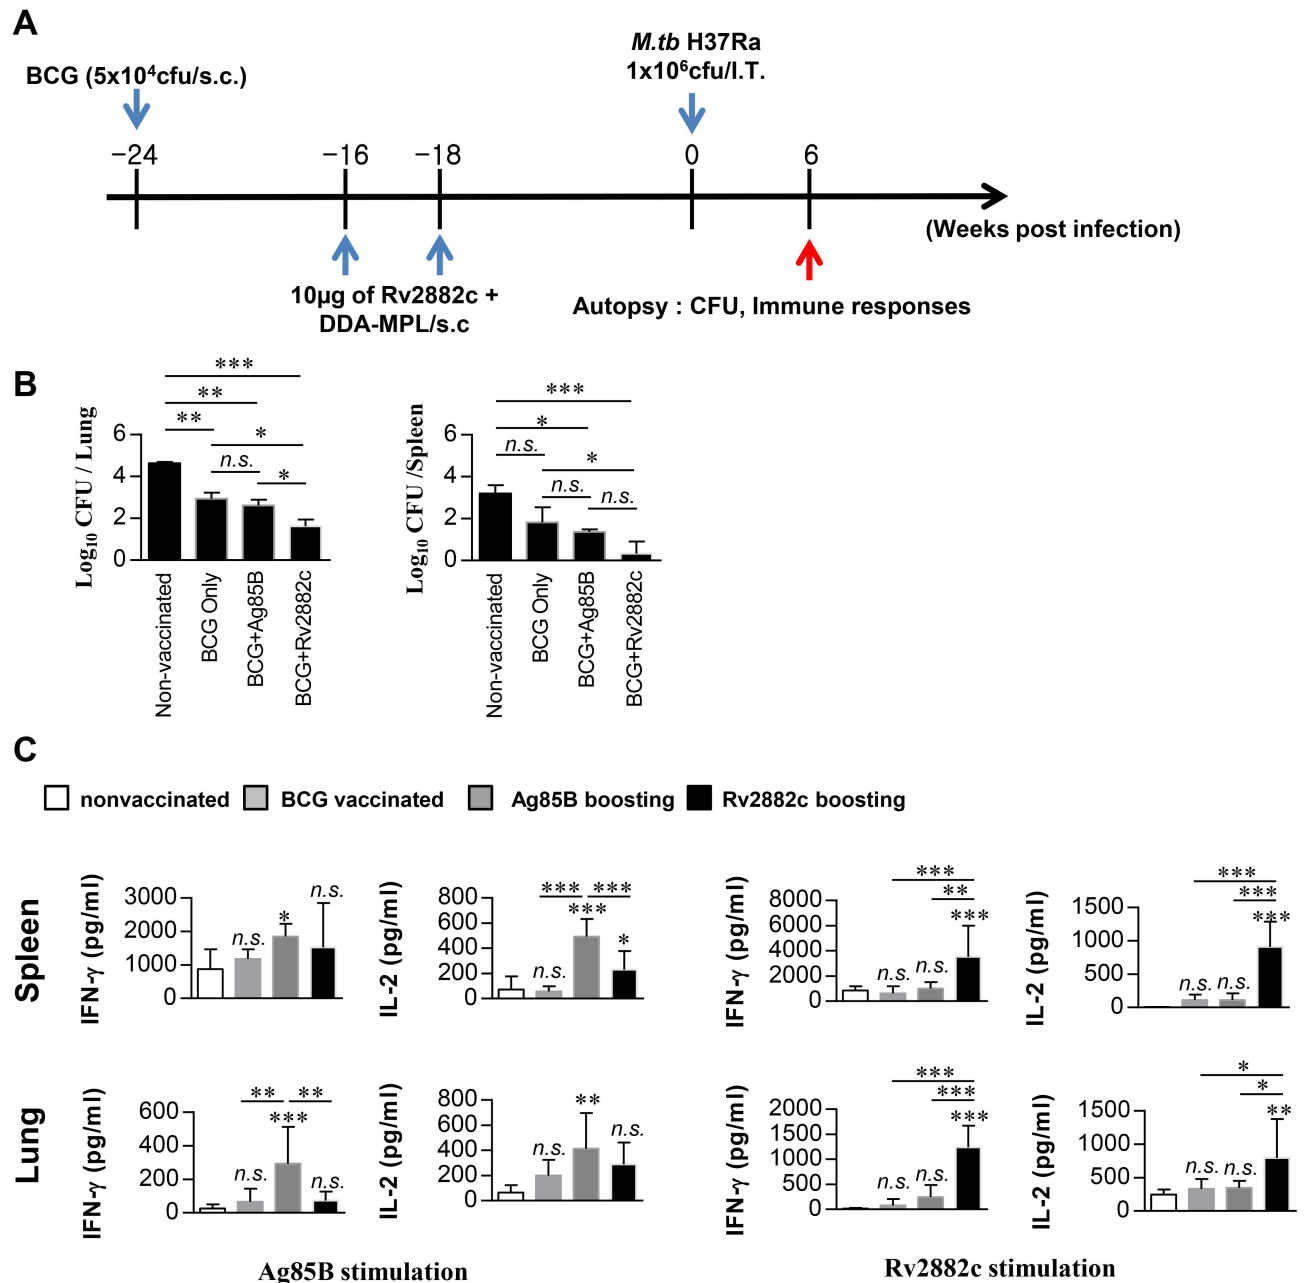 A
BCG (5x10⁴cfu/s.c.)
M.tb H37Ra
1x10⁶cfu/I.T.
−24 −16 −18 0 6
(Weeks post infection)
10µg of Rv2882c +
DDA-MPL/s.c
Autopsy : CFU, Immune responses
B
Log₁₀ CFU / Lung
6
4
2
0
***
**
**
*
n.s.
*
Non-vaccinated
BCG Only
BCG+Ag85B
BCG+Rv2882c
Log₁₀ CFU /Spleen
6
4
2
0
***
*
n.s.
*
n.s.
n.s.
Non-vaccinated
BCG Only
BCG+Ag85B
BCG+Rv2882c
C
nonvaccinated BCG vaccinated Ag85B boosting Rv2882c boosting
Spleen
IFN-γ (pg/ml)
3000
2000
1000
0
n.s.
*
n.s.
IL-2 (pg/ml)
800
600
400
200
0
*** ***
***
n.s.
*
IFN-γ (pg/ml)
8000
6000
4000
2000
0
***
**
***
n.s. n.s.
IL-2 (pg/ml)
1500
1000
500
0
***
***
***
n.s. n.s.
Lung
IFN-γ (pg/ml)
600
400
200
0
** **
***
n.s. n.s.
IL-2 (pg/ml)
800
600
400
200
0
**
n.s. n.s.
IFN-γ (pg/ml)
2000
1500
1000
500
0
***
***
***
n.s. n.s.
IL-2 (pg/ml)
1500
1000
500
0
*
*
**
n.s. n.s.
Ag85B stimulation
Rv2882c stimulation